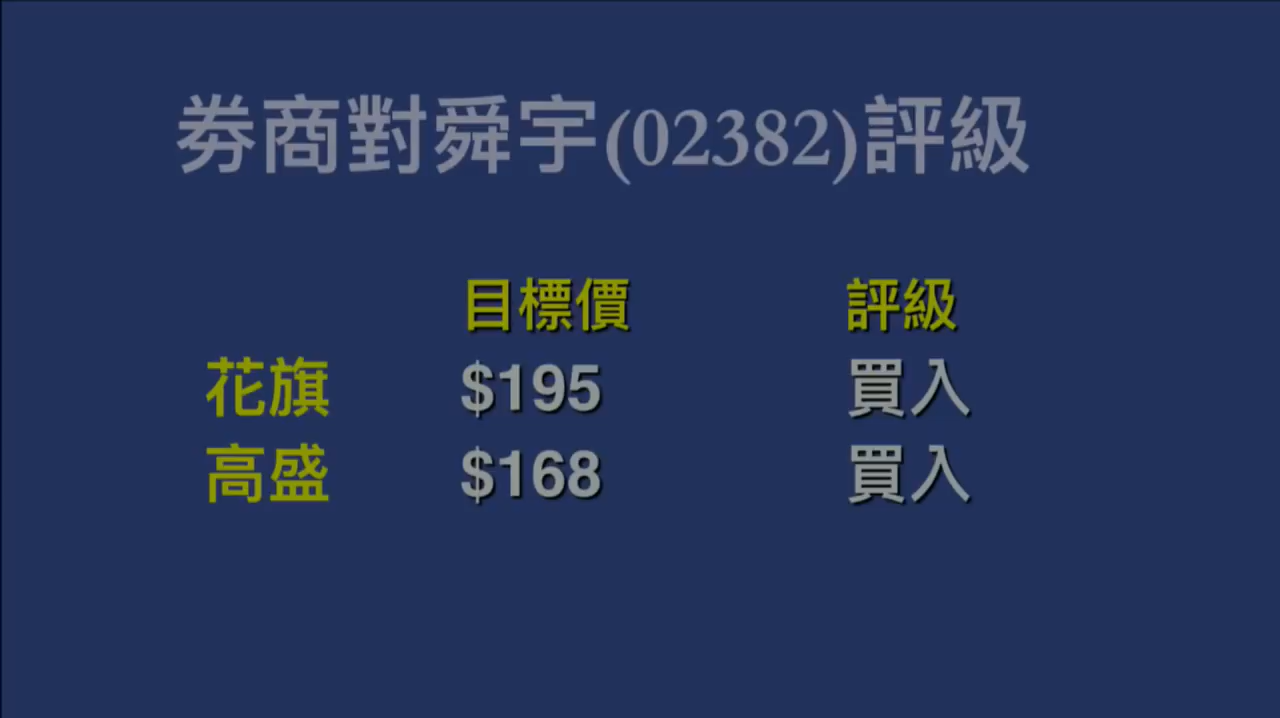 券商對舜宇(02382)評級
目標價 評級
花旗 $195 買入
高盛 $168 買入